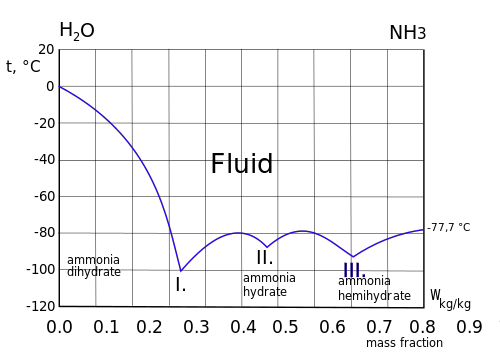 H2O
NH3
20
t, °C
0
-20
-40
Fluid
-60
-80
-77,7 °C
II.
ammonia
dihydrate
III.
-100
I.
ammonia
hydrate
ammonia
hemihydrate
W kg/kg
-120
0.0 0.1 0.2 0.3 0.4 0.5 0.6 0.7 0.8 0.9
mass fraction